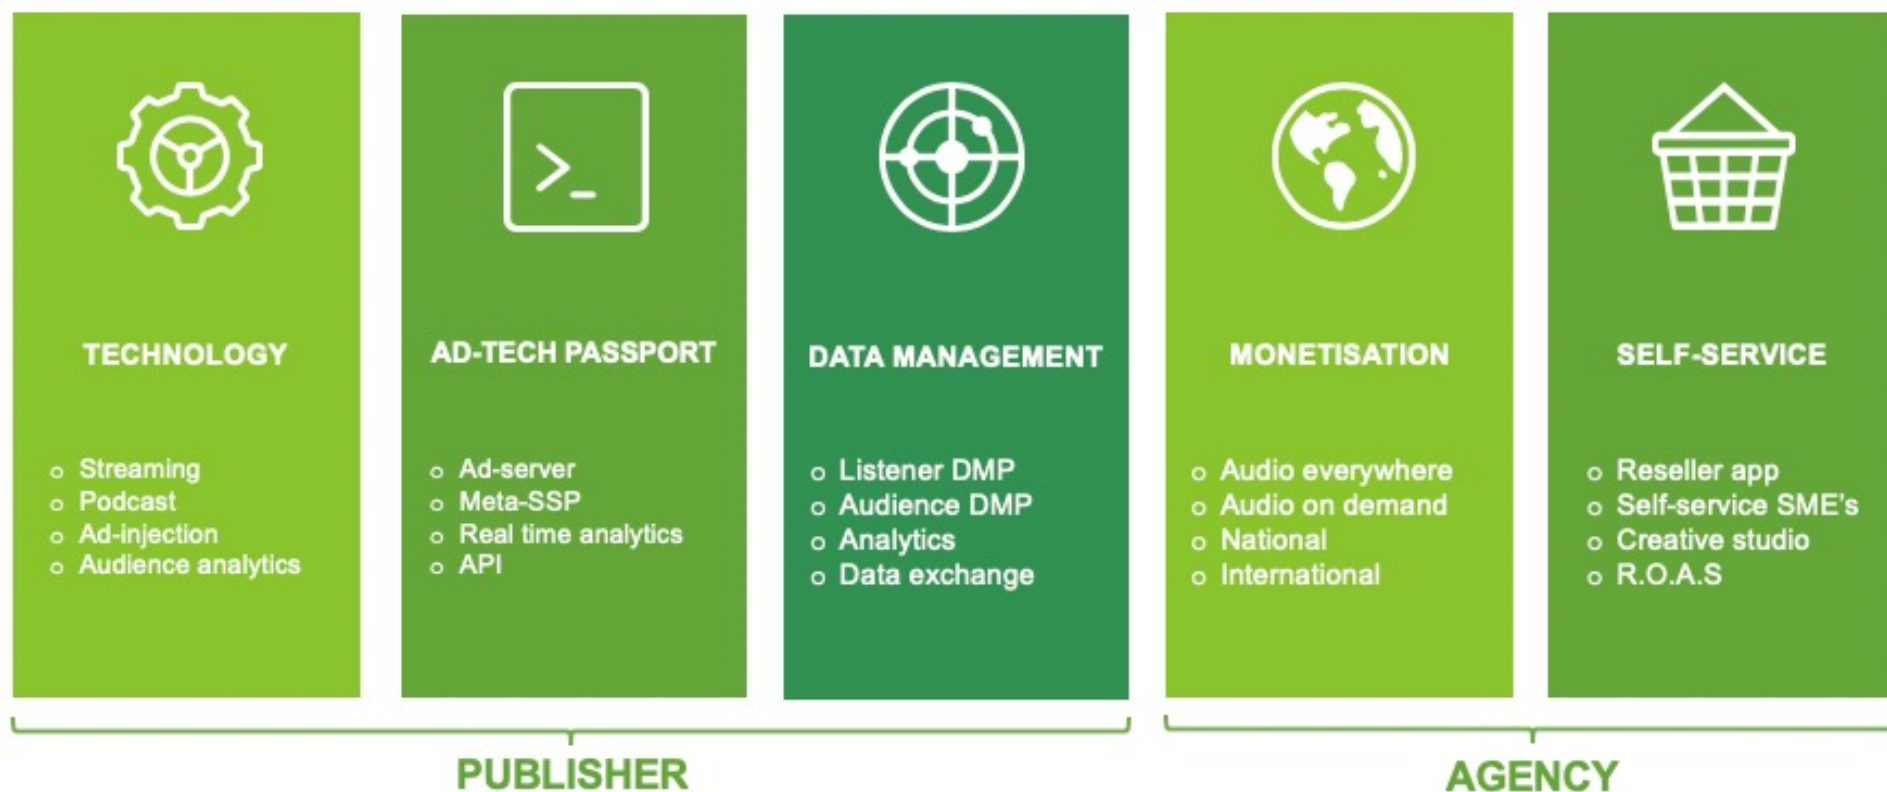 TECHNOLOGY
o Streaming
o Podcast
o Ad-injection
o Audience analytics
>_
AD-TECH PASSPORT
o Ad-server
o Meta-SSP
o Real time analytics
o API
DATA MANAGEMENT
o Listener DMP
o Audience DMP
o Analytics
o Data exchange
MONETISATION
o Audio everywhere
o Audio on demand
o National
o International
SELF-SERVICE
o Reseller app
o Self-service SME's
o Creative studio
o R.O.A.S
PUBLISHER
AGENCY